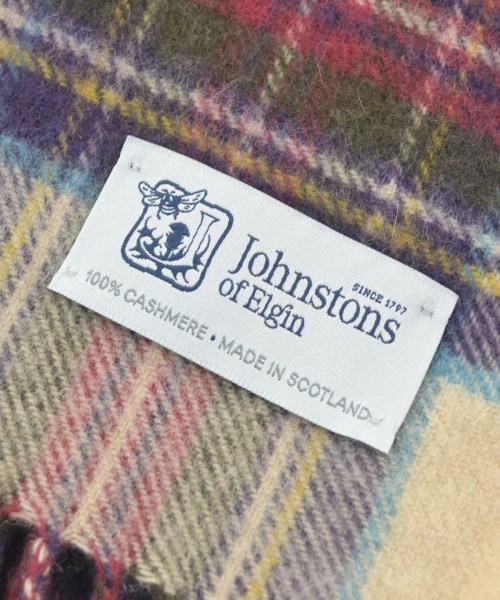 Johnstons
of Elgin
SINCE 1797
100% CASHMERE • MADE IN SCOTLAND